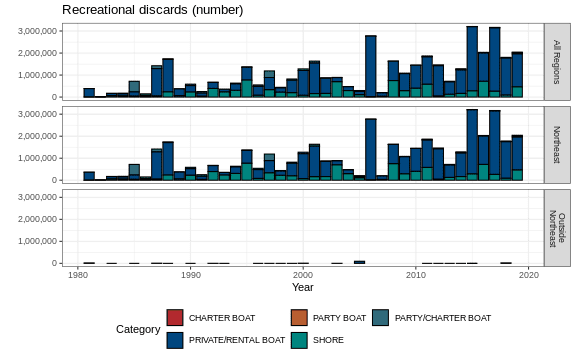 Recreational discards (number)
3,000,000
2,000,000
1,000,000
0
All Regions
3,000,000
2,000,000
1,000,000
0
Northeast
3,000,000
2,000,000
1,000,000
0
Outside
Northeast
1980 1990 2000 2010 2020
Year
Category
CHARTER BOAT PARTY BOAT PARTY/CHARTER BOAT
PRIVATE/RENTAL BOAT SHORE